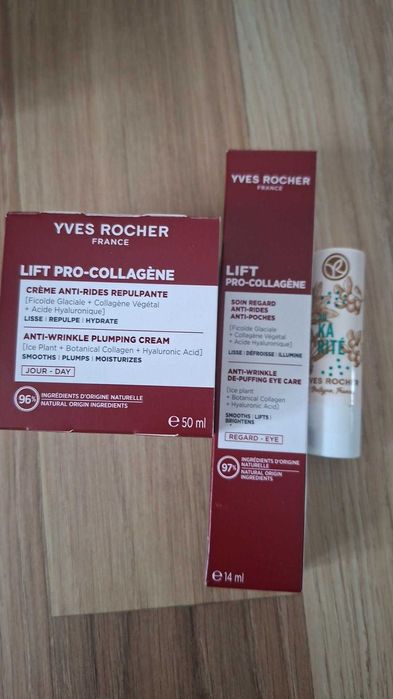 YVES ROCHER
FRANCE
LIFT PRO-COLLAGÈNE
CRÈME ANTI-RIDES REPULPANTE
[Ficoïde Glaciale + Collagène Végétal
+ Acide Hyaluronique]
LISSE | REPULPE | HYDRATE
ANTI-WRINKLE PLUMPING CREAM
[Ice Plant + Botanical Collagen + Hyaluronic Acid]
SMOOTHS | PLUMPS | MOISTURIZES
JOUR - DAY
96%
INGRÉDIENTS D'ORIGINE NATURELLE
NATURAL ORIGIN INGREDIENTS
e 50 ml
YVES ROCHER
FRANCE
LIFT
PRO-COLLAGÈNE
SOIN REGARD
ANTI-RIDES
ANTI-POCHES
[Ficoïde Glaciale
+ Collagène Végétal
+ Acide Hyaluronique]
LISSE | DÉFROISSE | ILLUMINE
ANTI-WRINKLE
DE-PUFFING EYE CARE
[Ice plant
+ Botanical Collagen
+ Hyaluronic Acid]
SMOOTHS | LIFTS |
BRIGHTENS
REGARD - EYE
97%
INGRÉDIENTS D'ORIGINE
NATURELLE
NATURAL ORIGIN
INGREDIENTS
e 14 ml
KA
RITÉ
YVES ROCHER